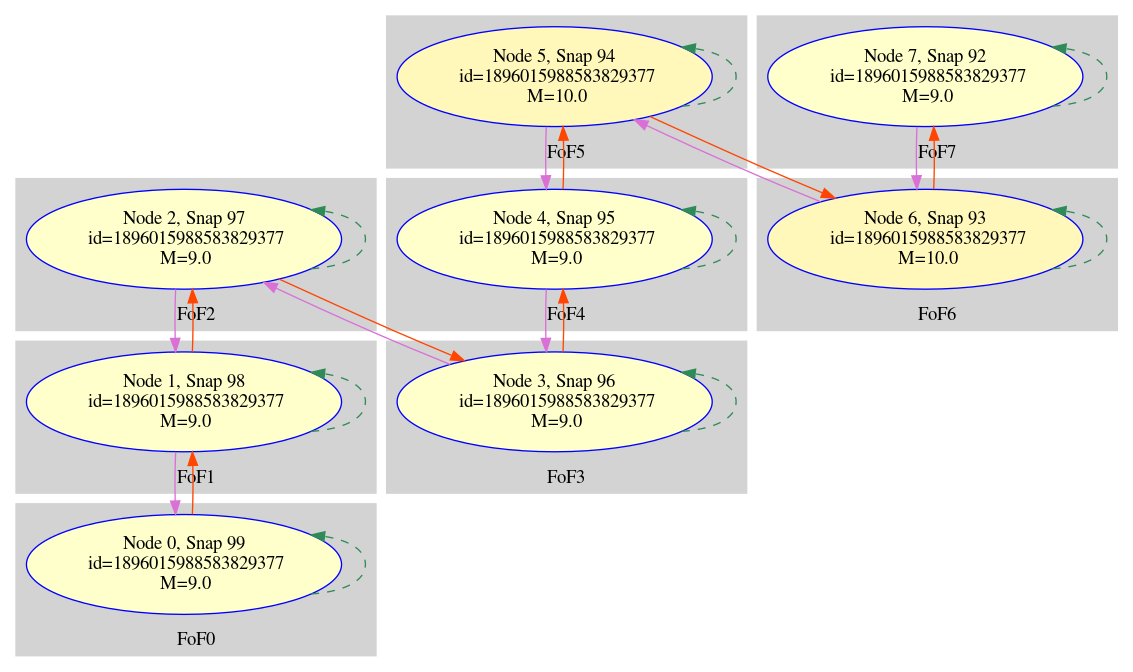 Node 5, Snap 94
id=1896015988583829377
M=10.0
FoF5
Node 7, Snap 92
id=1896015988583829377
M=9.0
FoF7
Node 2, Snap 97
id=1896015988583829377
M=9.0
FoF2
Node 4, Snap 95
id=1896015988583829377
M=9.0
FoF4
Node 6, Snap 93
id=1896015988583829377
M=10.0
FoF6
Node 1, Snap 98
id=1896015988583829377
M=9.0
FoF1
Node 3, Snap 96
id=1896015988583829377
M=9.0
FoF3
Node 0, Snap 99
id=1896015988583829377
M=9.0
FoF0